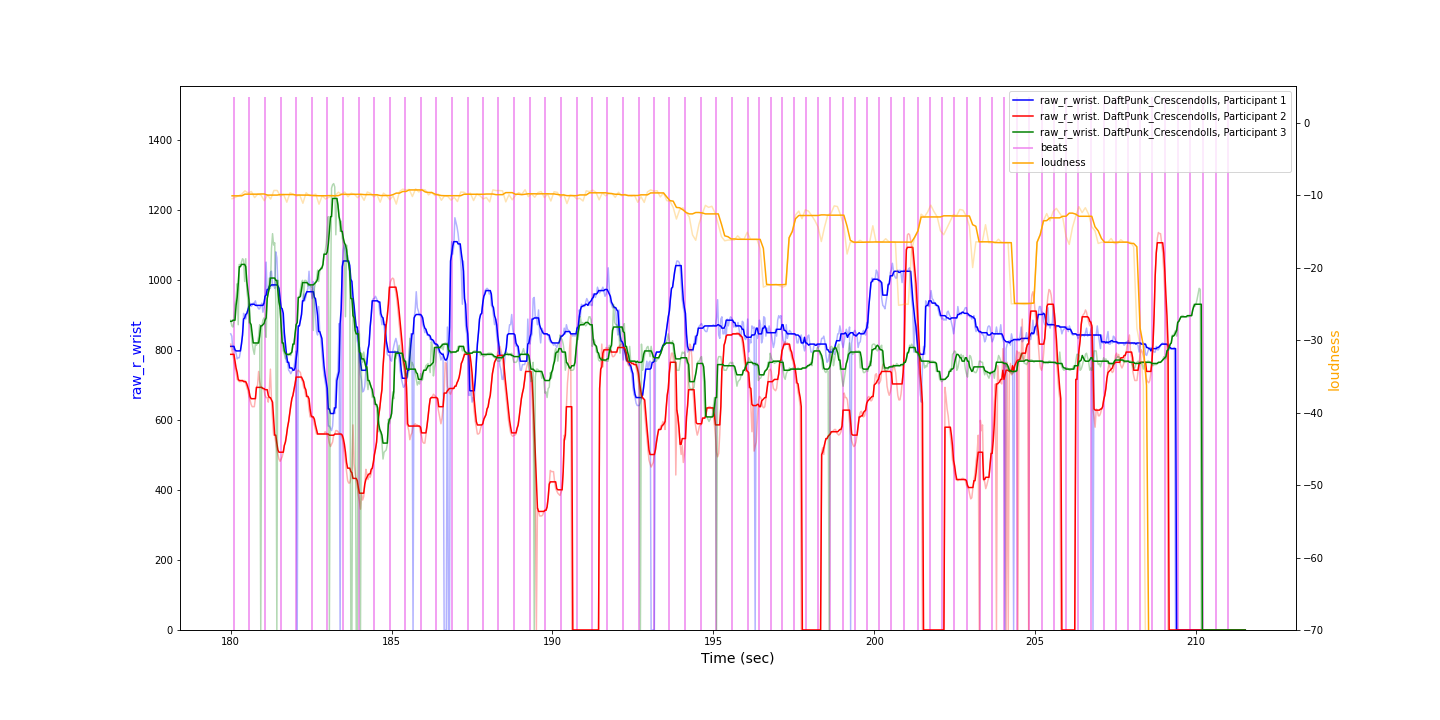 raw_r_wrist. DaftPunk_Crescendolls, Participant 1
raw_r_wrist. DaftPunk_Crescendolls, Participant 2
raw_r_wrist. DaftPunk_Crescendolls, Participant 3
beats
loudness
1400
1200
1000
800
600
400
200
0
raw_r_wrist
0
−10
−20
−30
−40
−50
−60
−70
loudness
180
185
190
195
200
205
210
Time (sec)